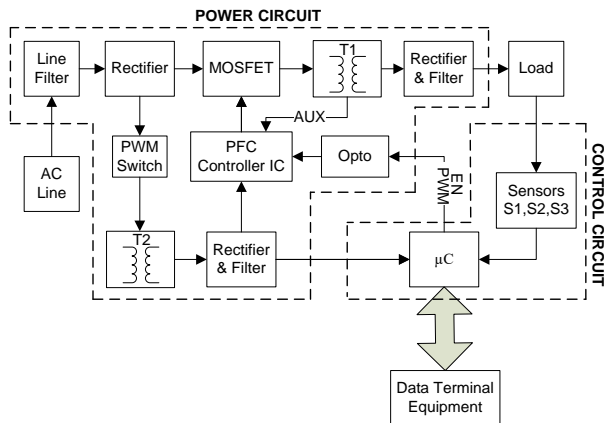 POWER CIRCUIT
Line
Filter
Rectifier
MOSFET
T1
Rectifier
& Filter
Load
AUX
PWM
Switch
PFC
Controller IC
Opto
EN
PWM
AC
Line
Sensors
S1,S2,S3
CONTROL CIRCUIT
T2
Rectifier
& Filter
µC
Data Terminal
Equipment